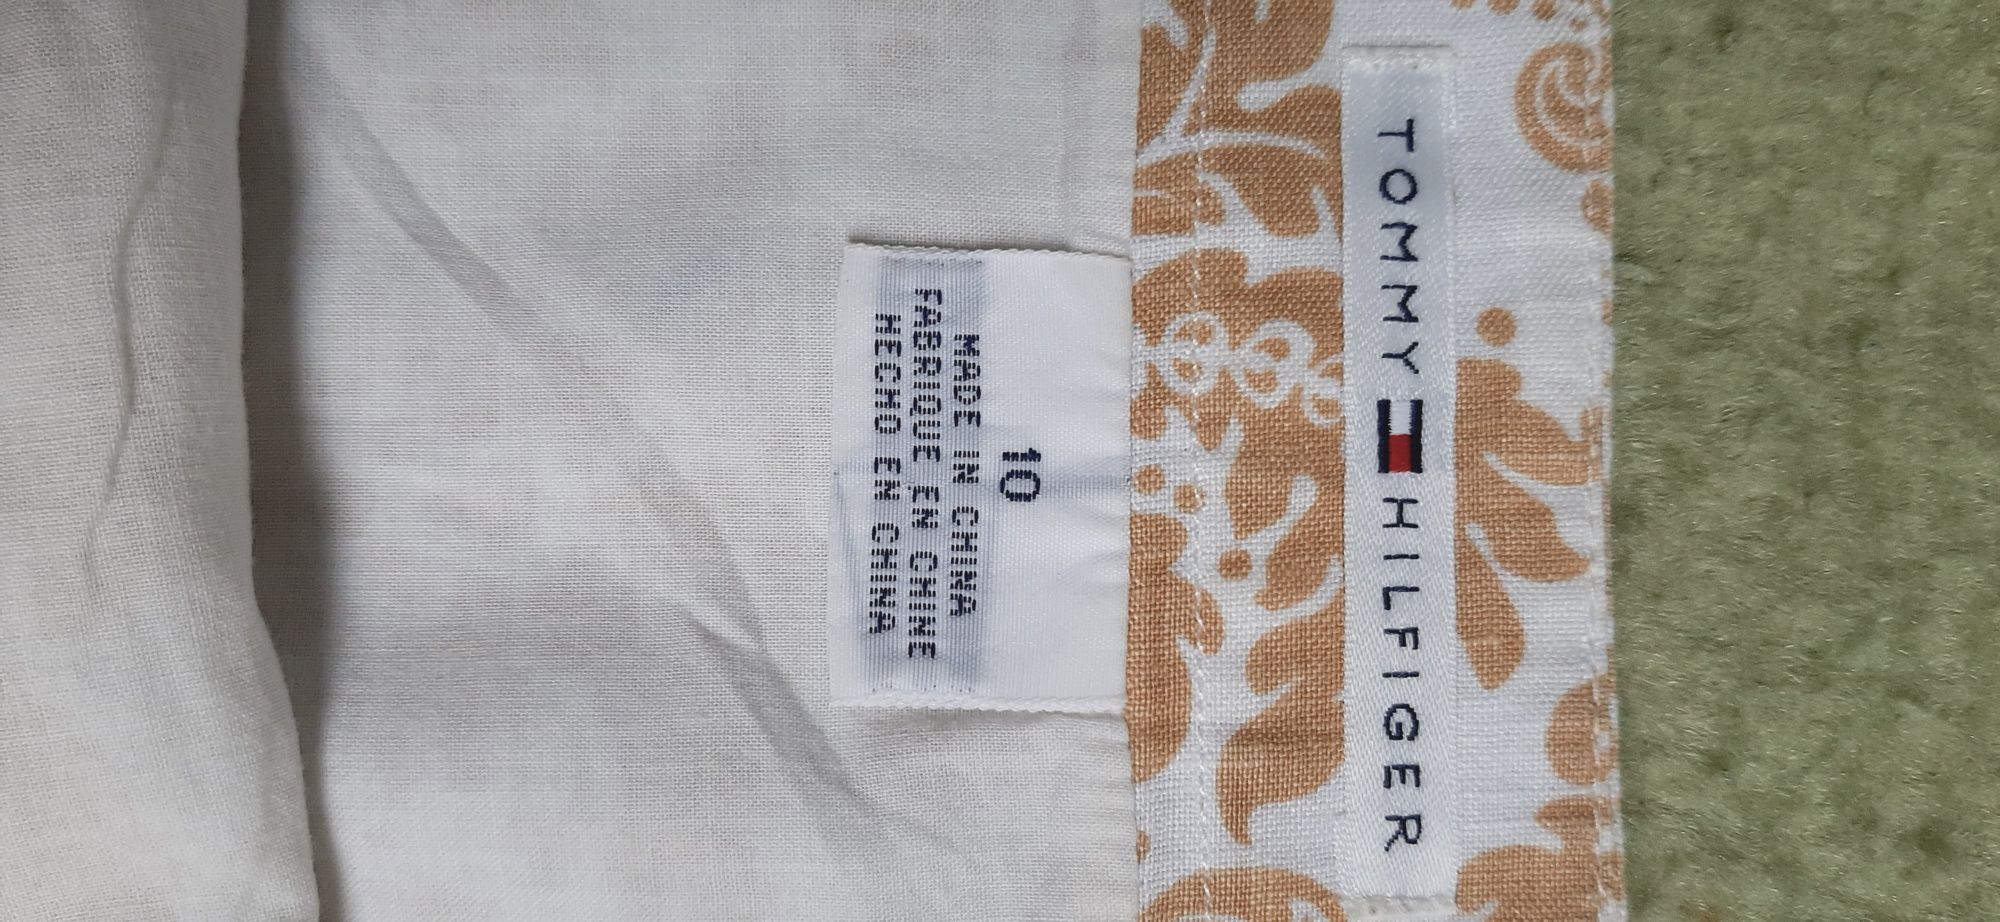 TOMMY HILFIGER
10
MADE IN CHINA
FABRIQUE EN CHINE
HECHO EN CHINA